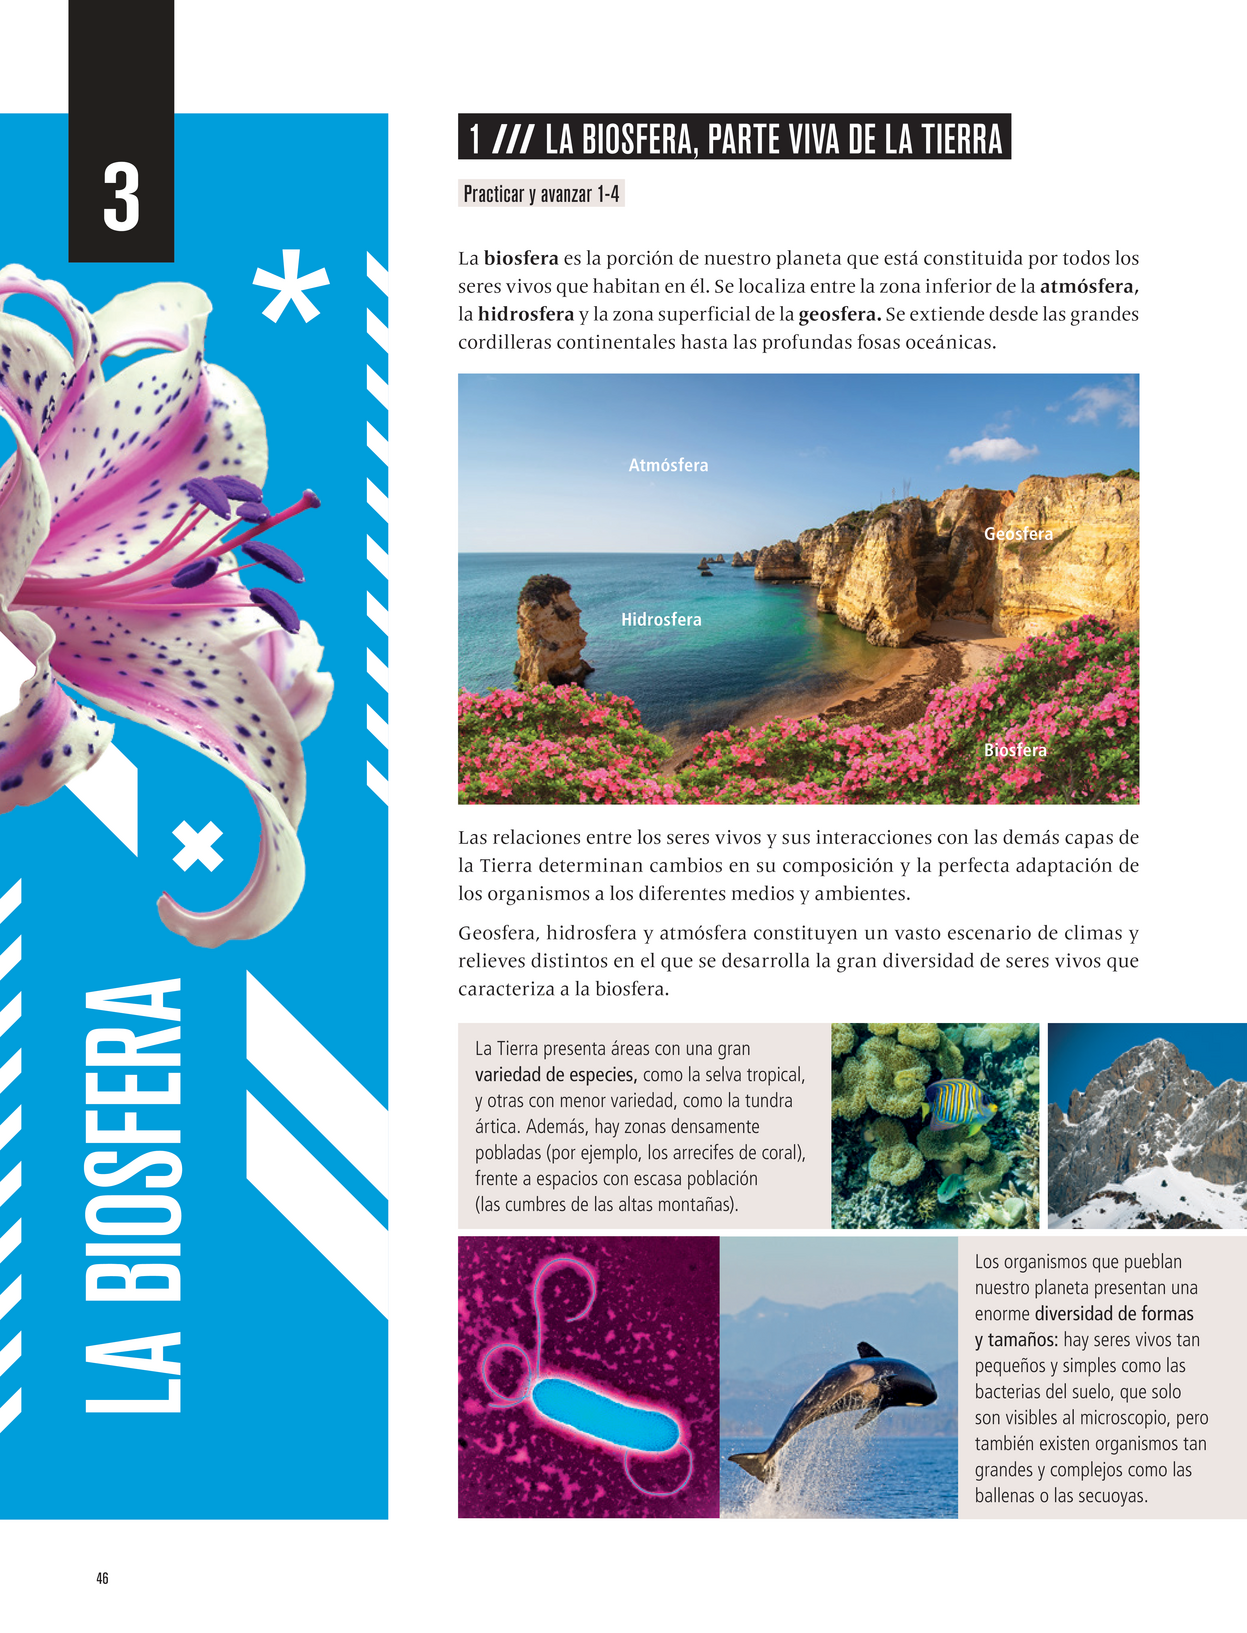 3
LA BIOSFERA
1 /// LA BIOSFERA, PARTE VIVA DE LA TIERRA
Practicar y avanzar 1-4
La biosfera es la porción de nuestro planeta que está constituida por todos los
seres vivos que habitan en él. Se localiza entre la zona inferior de la atmósfera,
la hidrosfera y la zona superficial de la geosfera. Se extiende desde las grandes
cordilleras continentales hasta las profundas fosas oceánicas.
Atmósfera
Geosfera
Hidrosfera
Biosfera
Las relaciones entre los seres vivos y sus interacciones con las demás capas de
la Tierra determinan cambios en su composición y la perfecta adaptación de
los organismos a los diferentes medios y ambientes.
Geosfera, hidrosfera y atmósfera constituyen un vasto escenario de climas y
relieves distintos en el que se desarrolla la gran diversidad de seres vivos que
caracteriza a la biosfera.
La Tierra presenta áreas con una gran
variedad de especies, como la selva tropical,
y otras con menor variedad, como la tundra
ártica. Además, hay zonas densamente
pobladas (por ejemplo, los arrecifes de coral),
frente a espacios con escasa población
(las cumbres de las altas montañas).
Los organismos que pueblan
nuestro planeta presentan una
enorme diversidad de formas
y tamaños: hay seres vivos tan
pequeños y simples como las
bacterias del suelo, que solo
son visibles al microscopio, pero
también existen organismos tan
grandes y complejos como las
ballenas o las secuoyas.
46